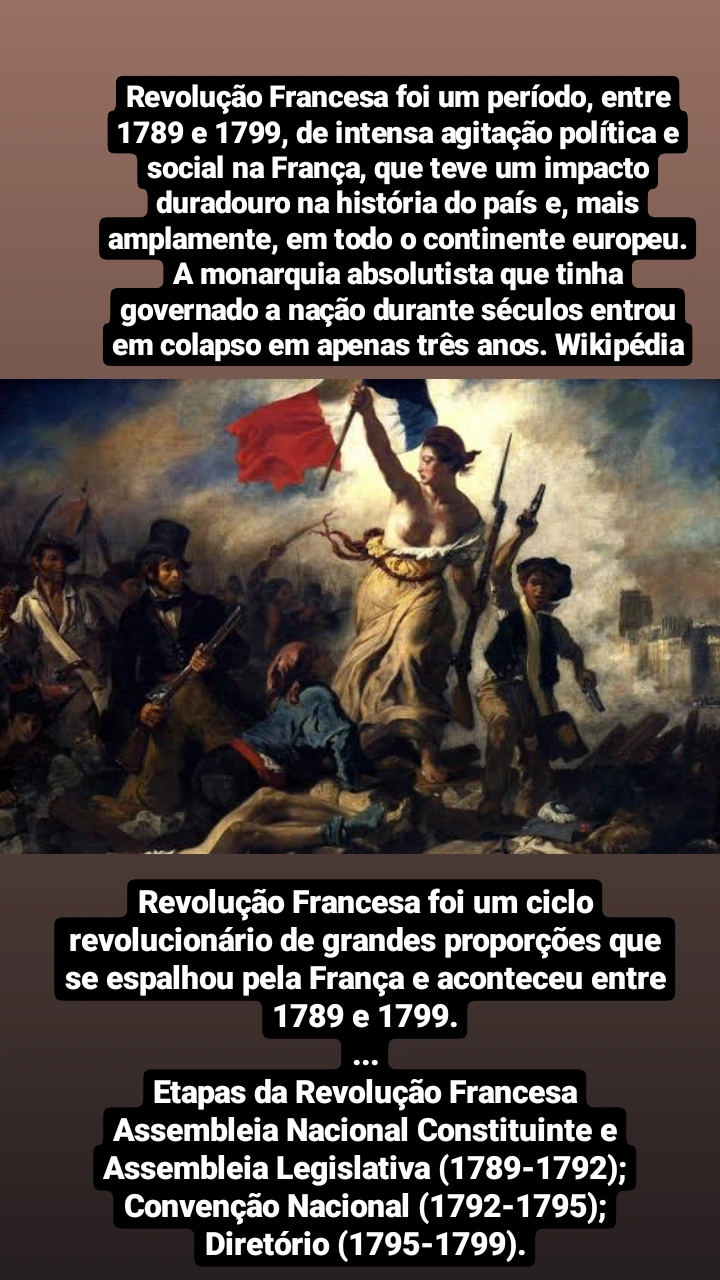 Revolução Francesa foi um período, entre
1789 e 1799, de intensa agitação política e
social na França, que teve um impacto
duradouro na história do país e, mais
amplamente, em todo o continente europeu.
A monarquia absolutista que tinha
governado a nação durante séculos entrou
em colapso em apenas três anos. Wikipédia
Revolução Francesa foi um ciclo
revolucionário de grandes proporções que
se espalhou pela França e aconteceu entre
1789 e 1799.
...
Etapas da Revolução Francesa
Assembleia Nacional Constituinte e
Assembleia Legislativa (1789-1792);
Convenção Nacional (1792-1795);
Diretório (1795-1799).